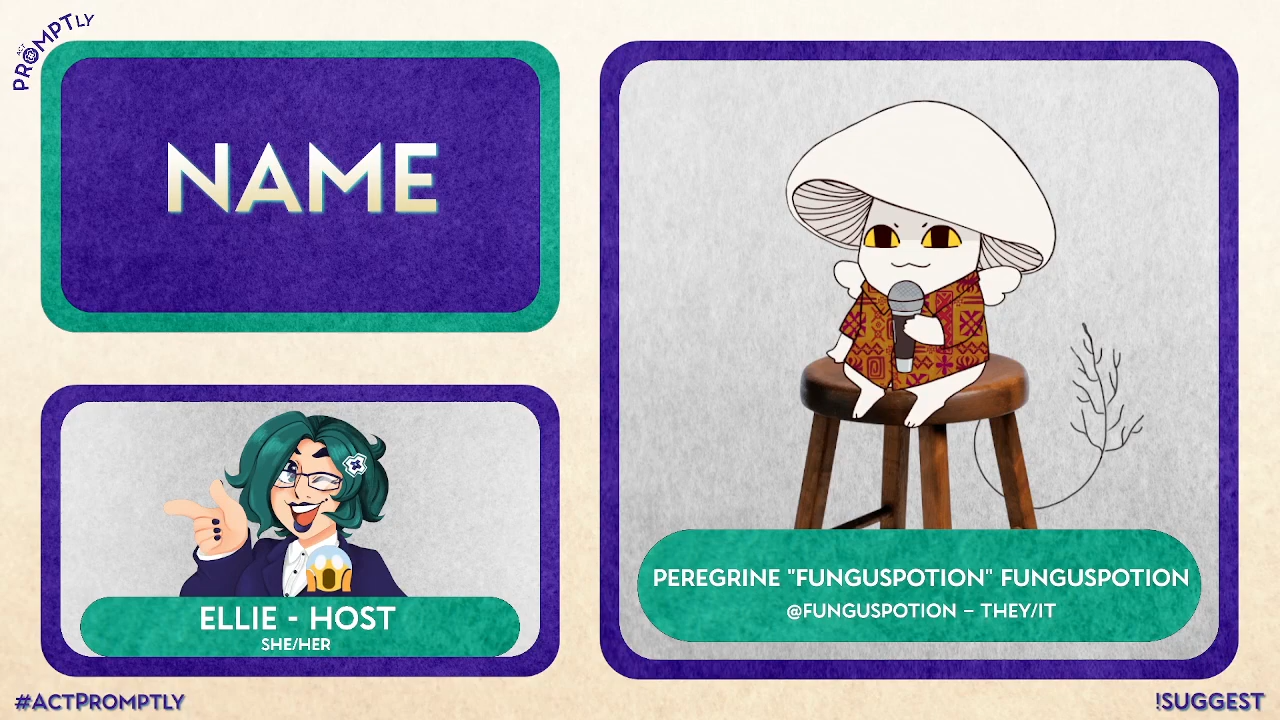 ACT
PROMPTLY
NAME
ELLIE - HOST
SHE/HER
PEREGRINE "FUNGUSPOTION" FUNGUSPOTION
@FUNGUSPOTION – THEY/IT
#ACTPROMPTLY
!SUGGEST